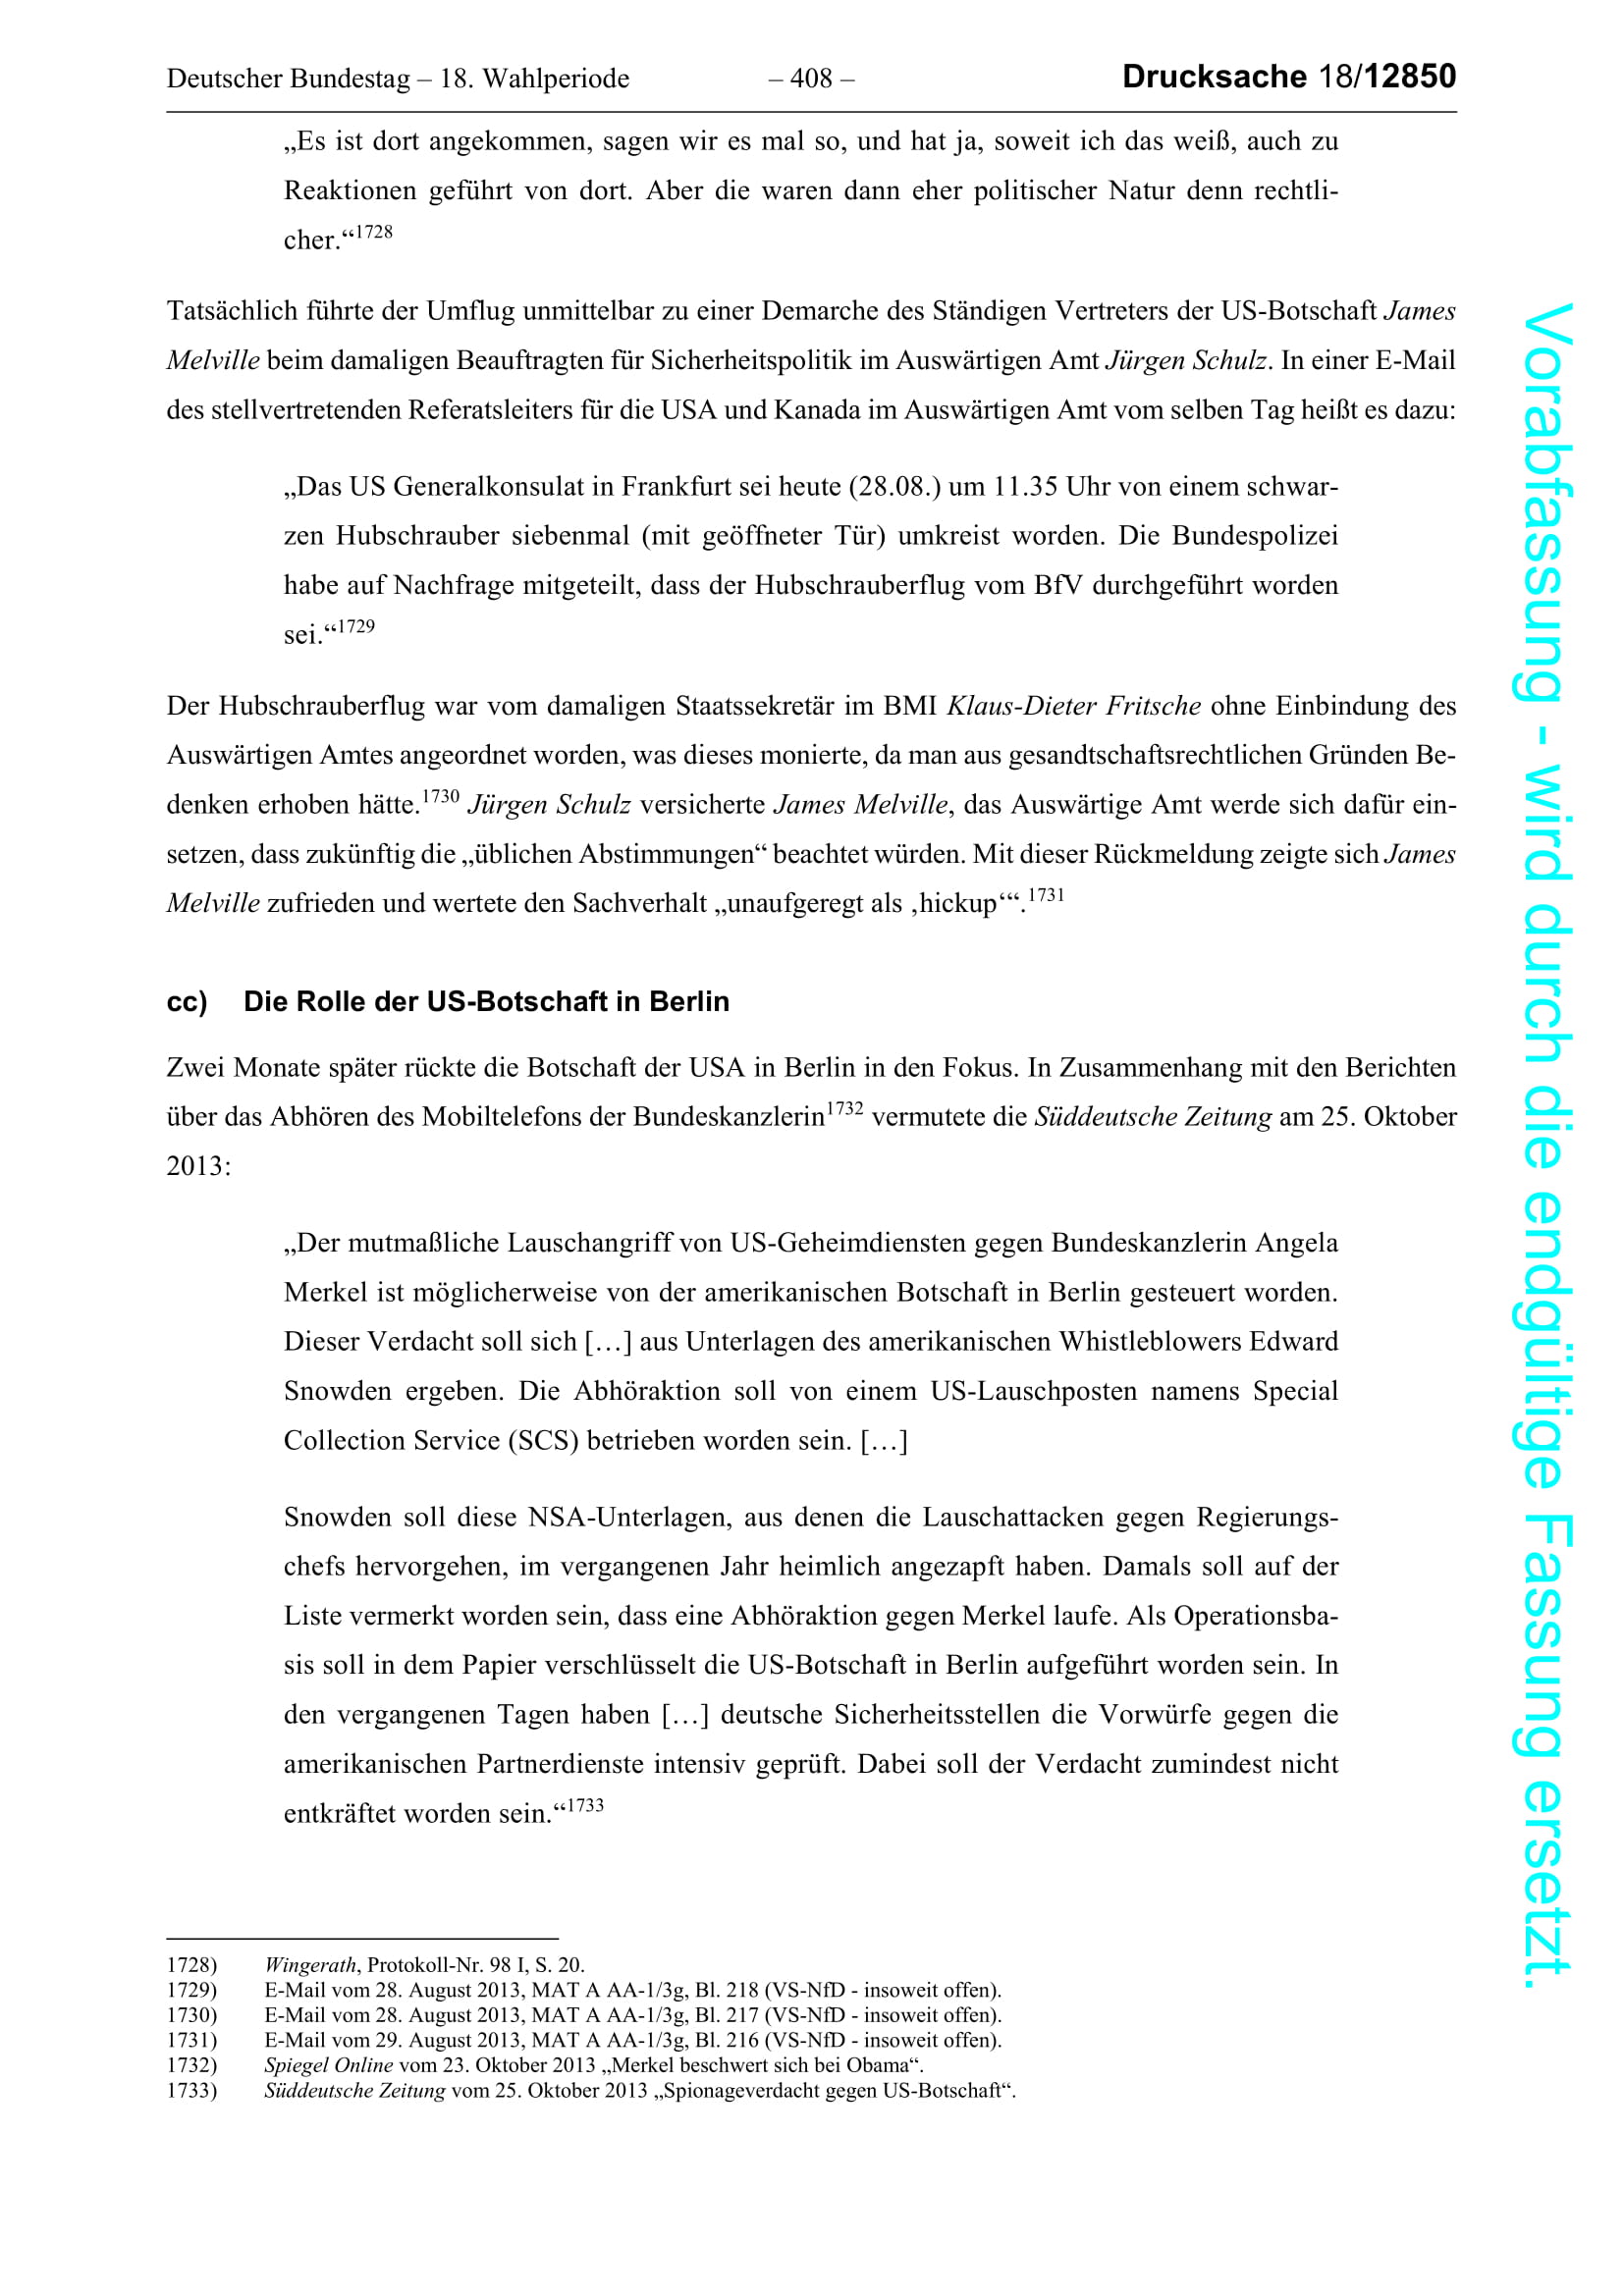 Deutscher Bundestag – 18. Wahlperiode – 408 – Drucksache 18/12850
„Es ist dort angekommen, sagen wir es mal so, und hat ja, soweit ich das weiß, auch zu
Reaktionen geführt von dort. Aber die waren dann eher politischer Natur denn rechtli-
cher.“1728
Tatsächlich führte der Umflug unmittelbar zu einer Demarche des Ständigen Vertreters der US-Botschaft James
Melville beim damaligen Beauftragten für Sicherheitspolitik im Auswärtigen Amt Jürgen Schulz. In einer E-Mail
des stellvertretenden Referatsleiters für die USA und Kanada im Auswärtigen Amt vom selben Tag heißt es dazu:
„Das US Generalkonsulat in Frankfurt sei heute (28.08.) um 11.35 Uhr von einem schwar-
zen Hubschrauber siebenmal (mit geöffneter Tür) umkreist worden. Die Bundespolizei
habe auf Nachfrage mitgeteilt, dass der Hubschrauberflug vom BfV durchgeführt worden
sei.“1729
Der Hubschrauberflug war vom damaligen Staatssekretär im BMI Klaus-Dieter Fritsche ohne Einbindung des
Auswärtigen Amtes angeordnet worden, was dieses monierte, da man aus gesandtschaftsrechtlichen Gründen Be-
denken erhoben hätte.1730 Jürgen Schulz versicherte James Melville, das Auswärtige Amt werde sich dafür ein-
setzen, dass zukünftig die „üblichen Abstimmungen“ beachtet würden. Mit dieser Rückmeldung zeigte sich James
Melville zufrieden und wertete den Sachverhalt „unaufgeregt als ‚hickup‘“.1731
cc) Die Rolle der US-Botschaft in Berlin
Zwei Monate später rückte die Botschaft der USA in Berlin in den Fokus. In Zusammenhang mit den Berichten
über das Abhören des Mobiltelefons der Bundeskanzlerin1732 vermutete die Süddeutsche Zeitung am 25. Oktober
2013:
„Der mutmaßliche Lauschangriff von US-Geheimdiensten gegen Bundeskanzlerin Angela
Merkel ist möglicherweise von der amerikanischen Botschaft in Berlin gesteuert worden.
Dieser Verdacht soll sich […] aus Unterlagen des amerikanischen Whistleblowers Edward
Snowden ergeben. Die Abhöraktion soll von einem US-Lauschposten namens Special
Collection Service (SCS) betrieben worden sein. […]
Snowden soll diese NSA-Unterlagen, aus denen die Lauschattacken gegen Regierungs-
chefs hervorgehen, im vergangenen Jahr heimlich angezapft haben. Damals soll auf der
Liste vermerkt worden sein, dass eine Abhöraktion gegen Merkel laufe. Als Operationsba-
sis soll in dem Papier verschlüsselt die US-Botschaft in Berlin aufgeführt worden sein. In
den vergangenen Tagen haben […] deutsche Sicherheitsstellen die Vorwürfe gegen die
amerikanischen Partnerdienste intensiv geprüft. Dabei soll der Verdacht zumindest nicht
entkräftet worden sein.“1733
1728) Wingerath, Protokoll-Nr. 98 I, S. 20.
1729) E-Mail vom 28. August 2013, MAT A AA-1/3g, Bl. 218 (VS-NfD - insoweit offen).
1730) E-Mail vom 28. August 2013, MAT A AA-1/3g, Bl. 217 (VS-NfD - insoweit offen).
1731) E-Mail vom 29. August 2013, MAT A AA-1/3g, Bl. 216 (VS-NfD - insoweit offen).
1732) Spiegel Online vom 23. Oktober 2013 „Merkel beschwert sich bei Obama“.
1733) Süddeutsche Zeitung vom 25. Oktober 2013 „Spionageverdacht gegen US-Botschaft“.
Vorabfassung - wird durch die endgültige Fassung ersetzt.